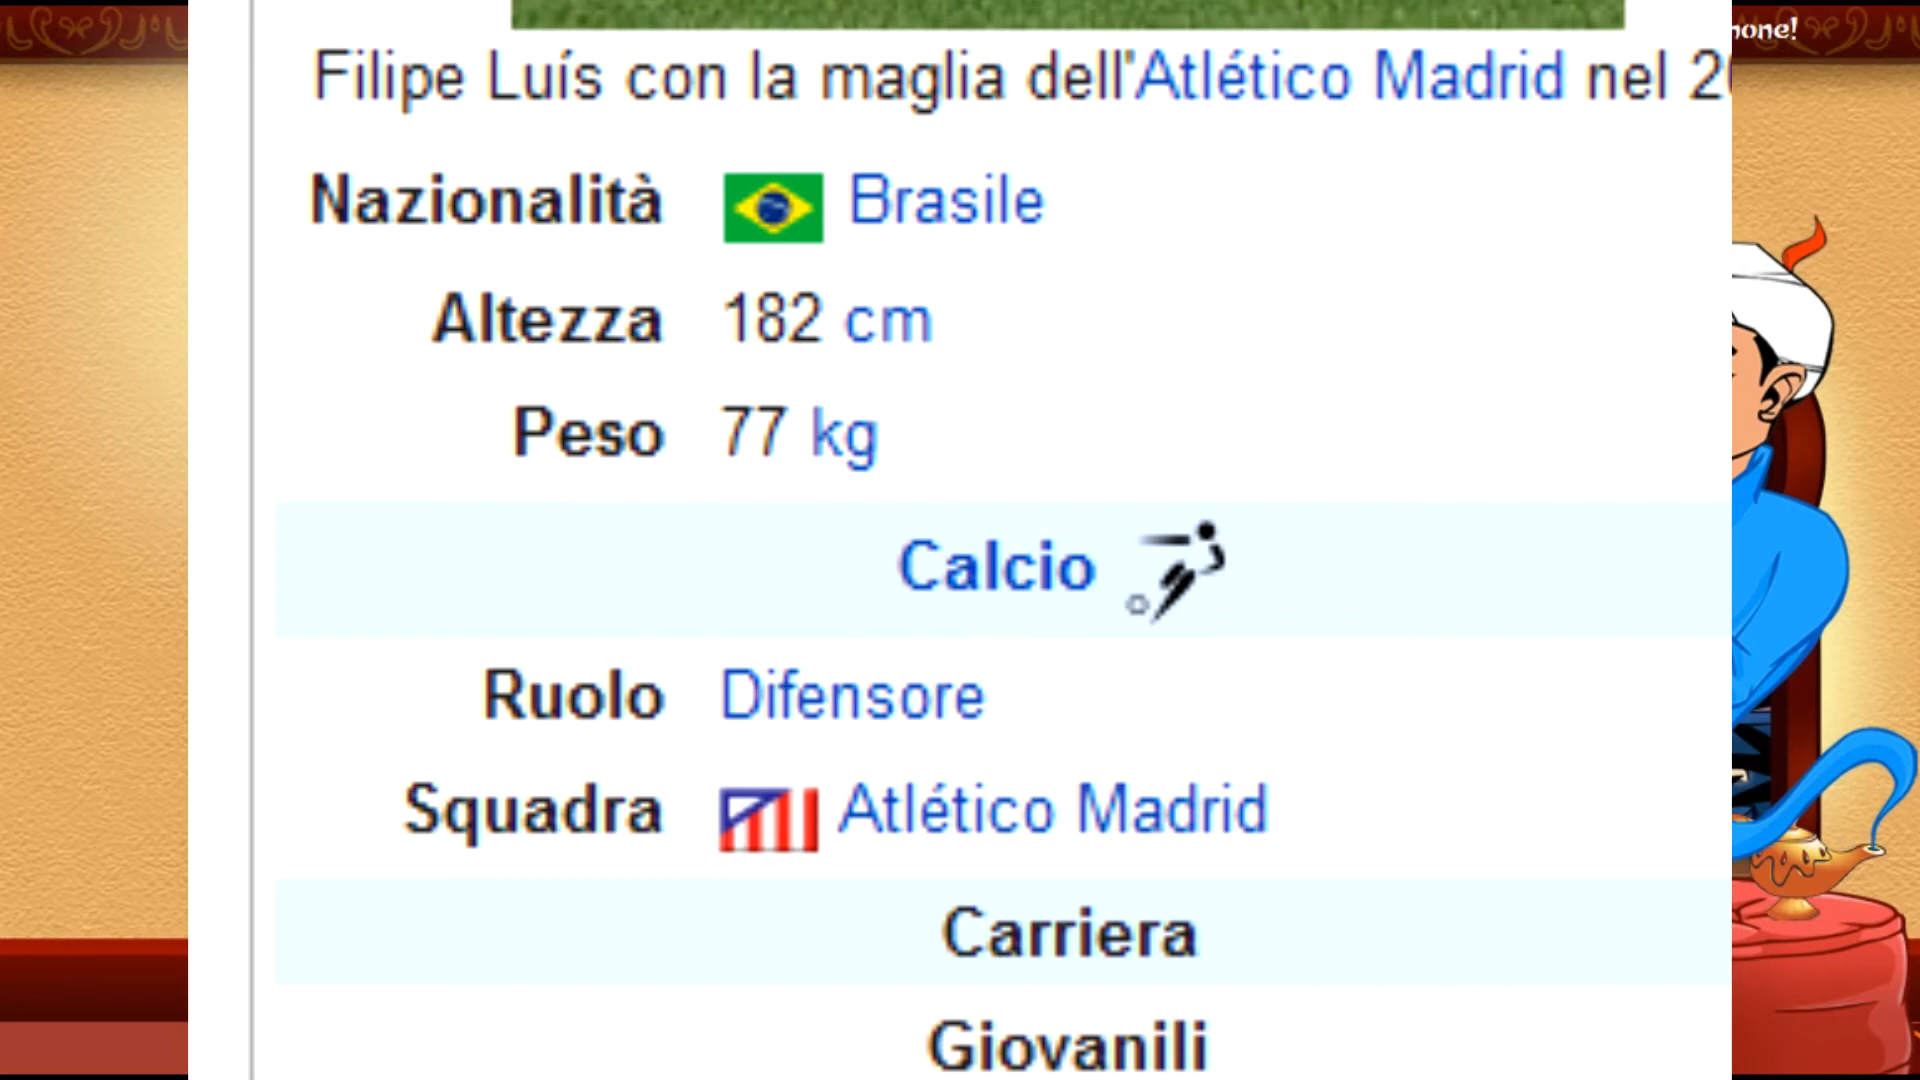 none!
Filipe Luís con la maglia dell'Atlético Madrid nel
Nazionalità Brasile
Altezza 182 cm
Peso 77 kg
Calcio
Ruolo Difensore
Squadra Atlético Madrid
Carriera
Giovanili